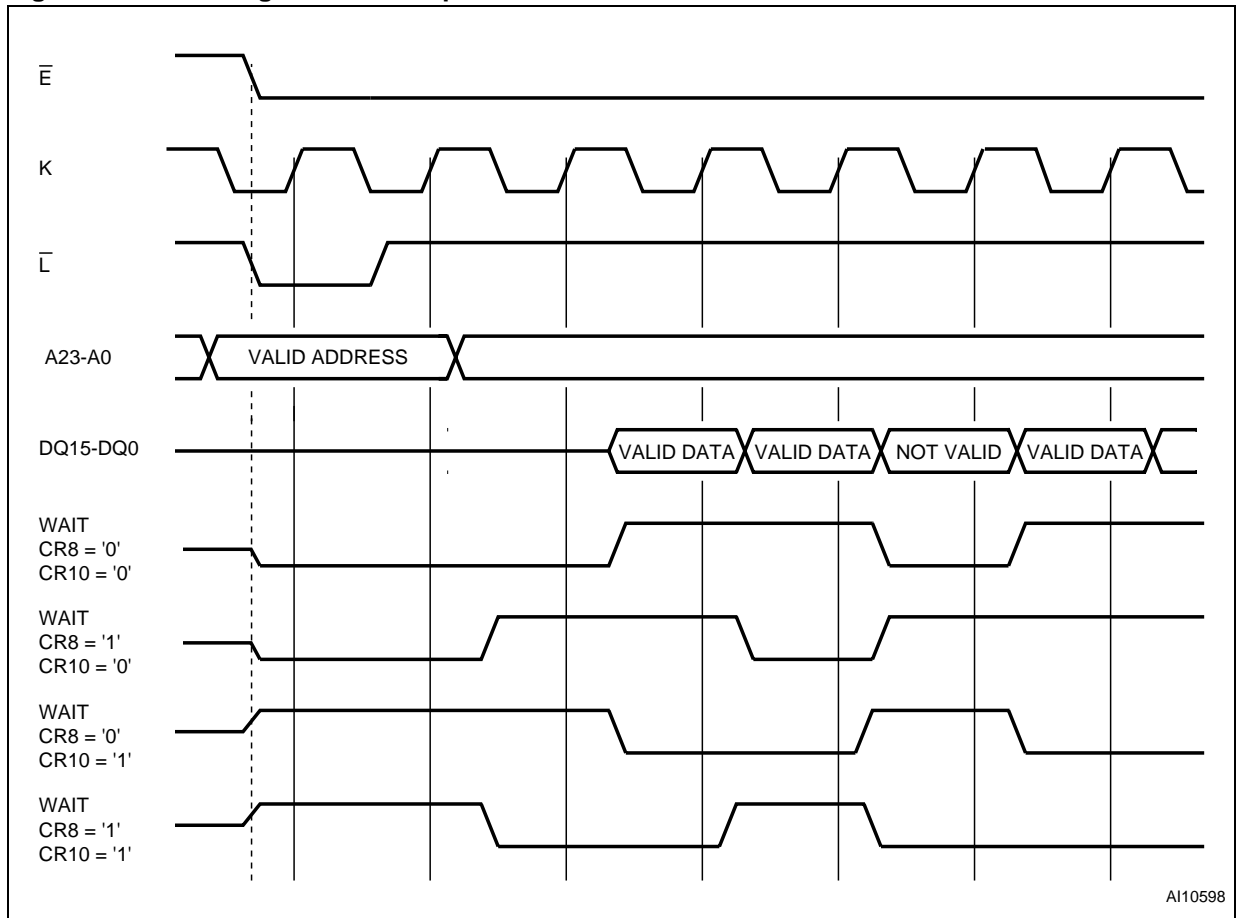 E̅
K
L̅
A23-A0
VALID ADDRESS
DQ15-DQ0
VALID DATA
VALID DATA
NOT VALID
VALID DATA
WAIT
CR8 = '0'
CR10 = '0'
WAIT
CR8 = '1'
CR10 = '0'
WAIT
CR8 = '0'
CR10 = '1'
WAIT
CR8 = '1'
CR10 = '1'
AI10598